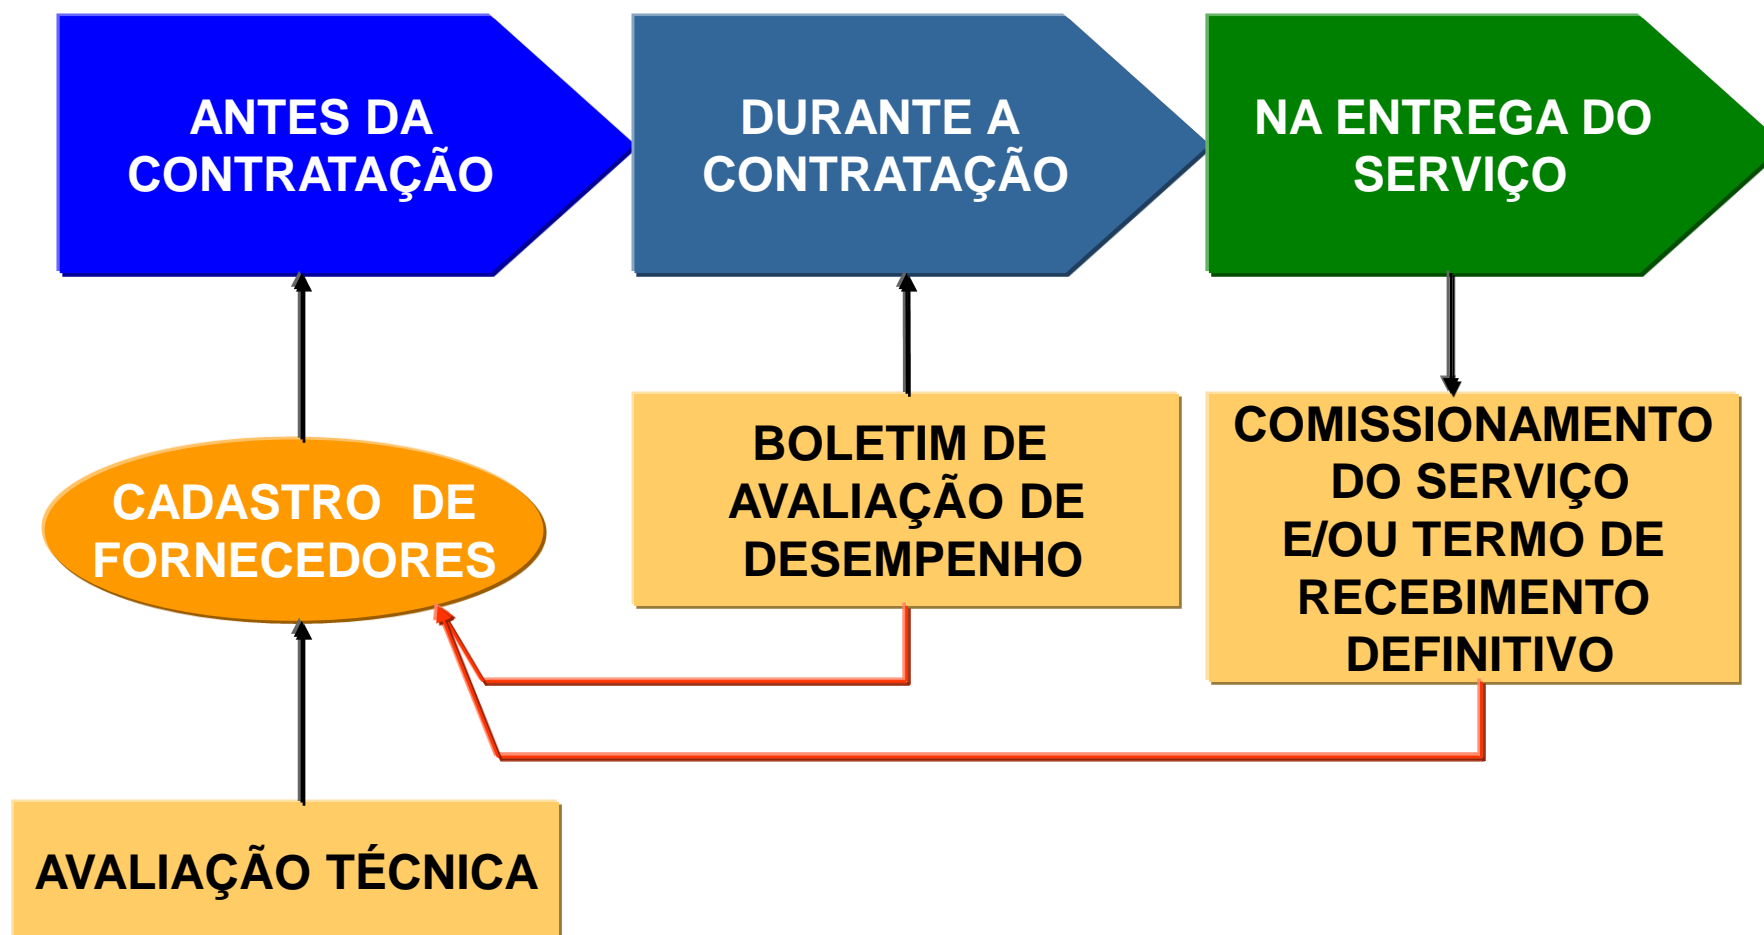 ANTES DA
CONTRATAÇÃO
DURANTE A
CONTRATAÇÃO
NA ENTREGA DO
SERVIÇO
CADASTRO DE
FORNECEDORES
BOLETIM DE
AVALIAÇÃO DE
DESEMPENHO
COMISSIONAMENTO
DO SERVIÇO
E/OU TERMO DE
RECEBIMENTO
DEFINITIVO
AVALIAÇÃO TÉCNICA